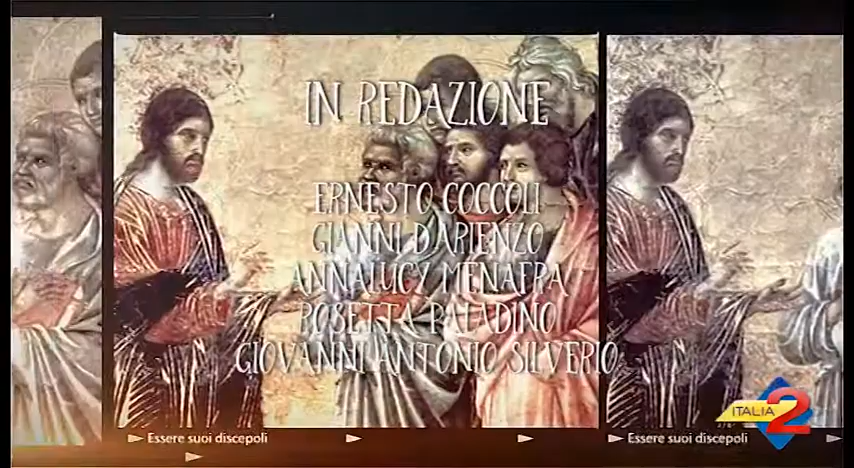 IN REDAZIONE
ERNESTO COCCOLI
GIANNI D'ARIENZO
ANNALUCY MENAFRA
ROSETTA PALADINO
GIOVANNI ANTONIO SILVERIO
Essere suoi discepoli
Essere suoi discepoli
ITALIA 2